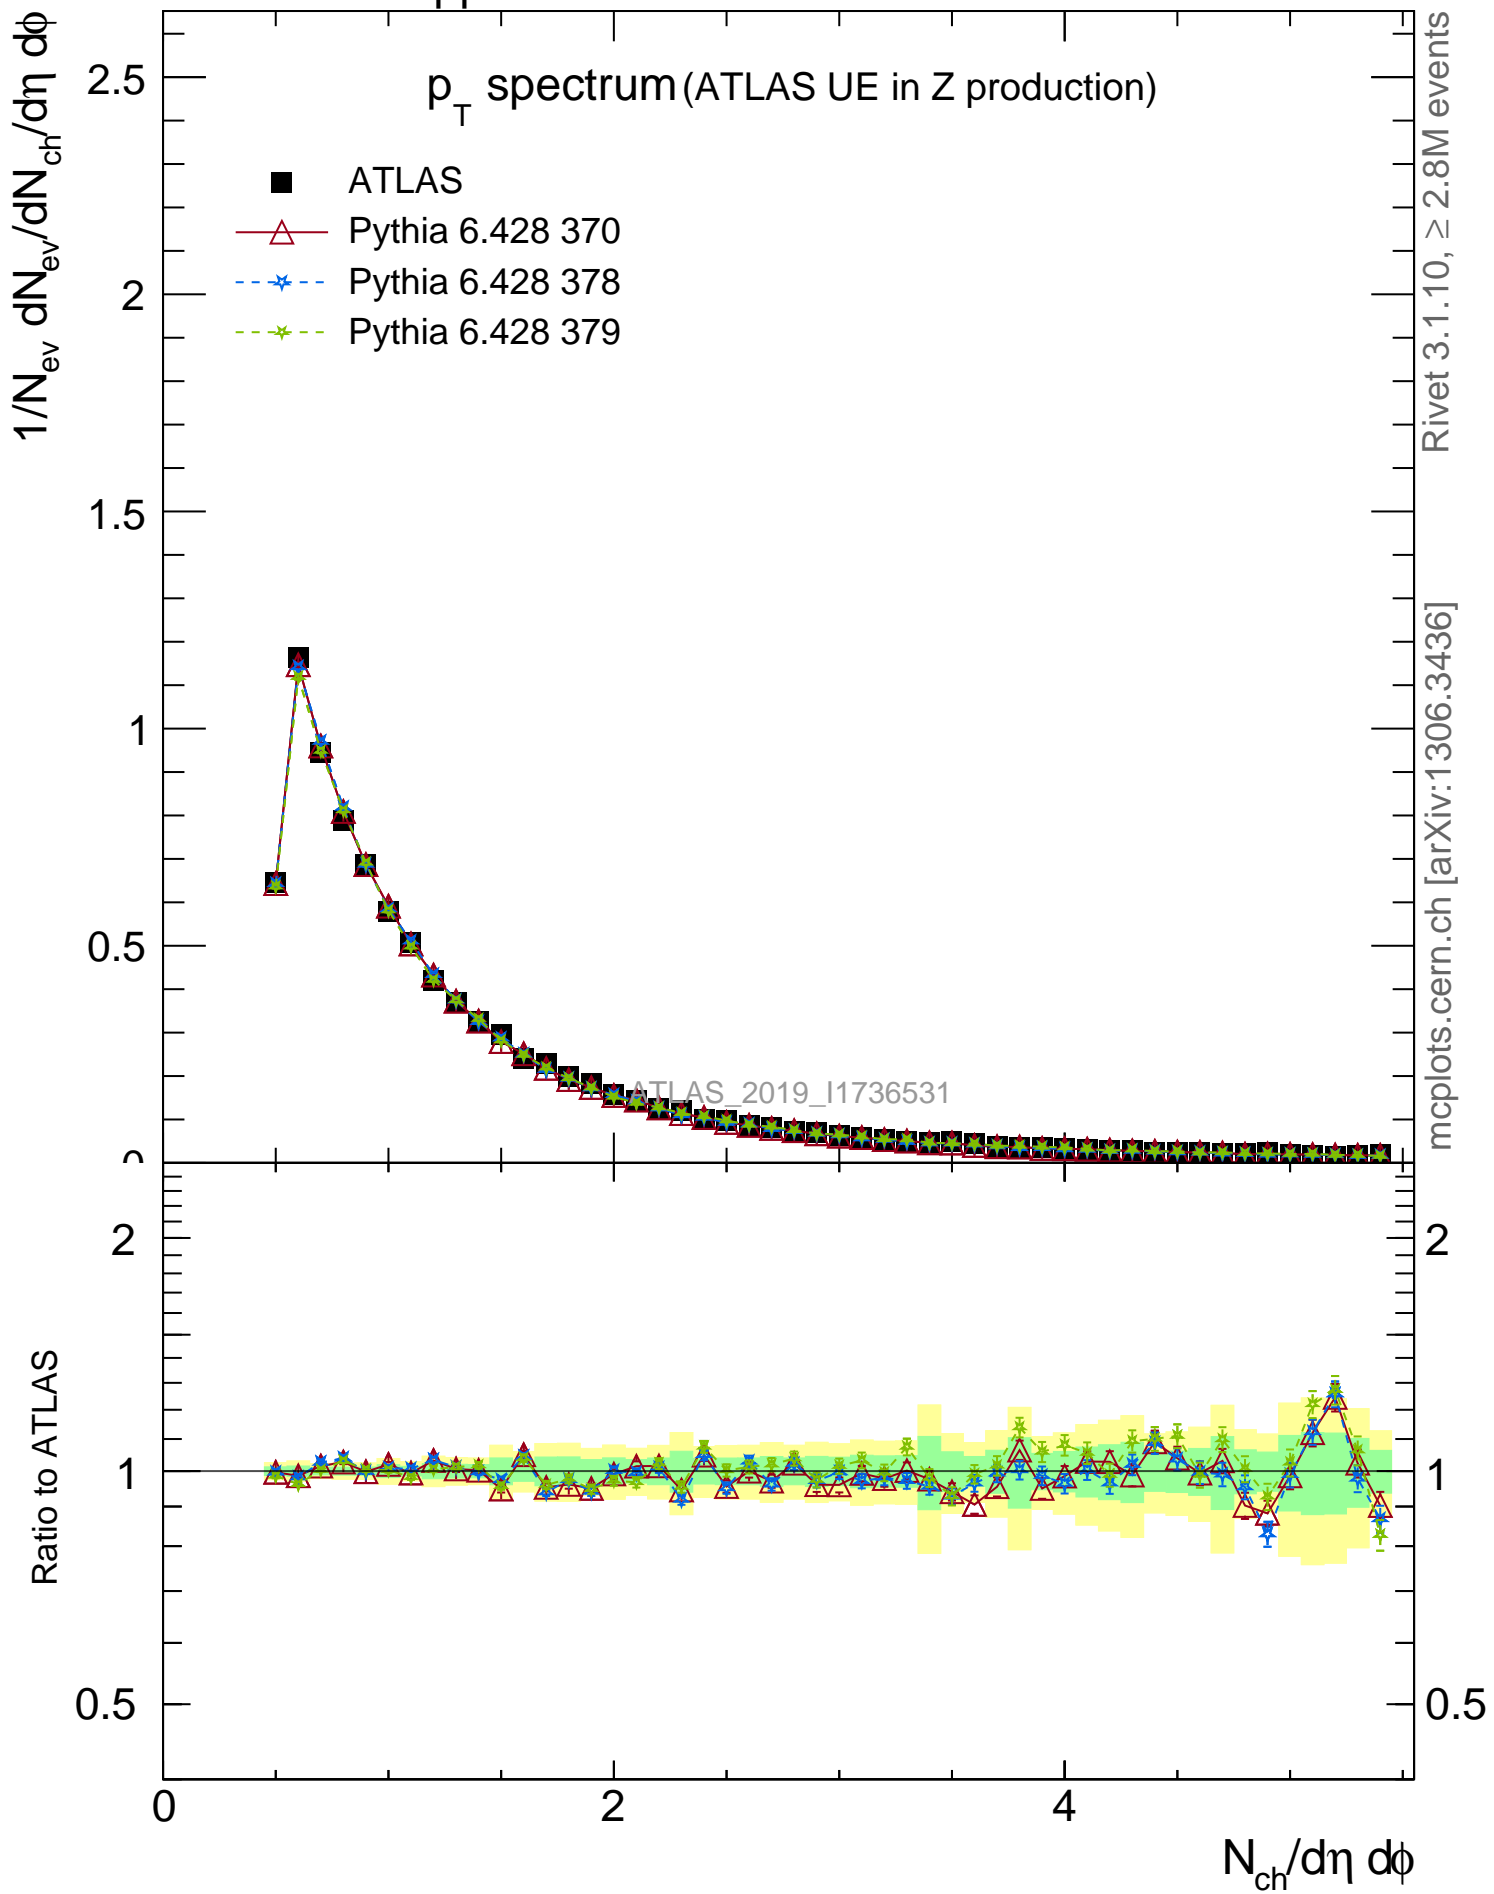 pp
1/N_ev dN_ev/dN_ch/dη dϕ
p_T spectrum (ATLAS UE in Z production)
ATLAS
Pythia 6.428 370
Pythia 6.428 378
Pythia 6.428 379
2.5
2
1.5
1
0.5
0
ATLAS_2019_I1736531
Rivet 3.1.10, ≥ 2.8M events
mcplots.cern.ch [arXiv:1306.3436]
Ratio to ATLAS
2
1
0.5
2
1
0.5
0
2
4
N_ch/dη dϕ